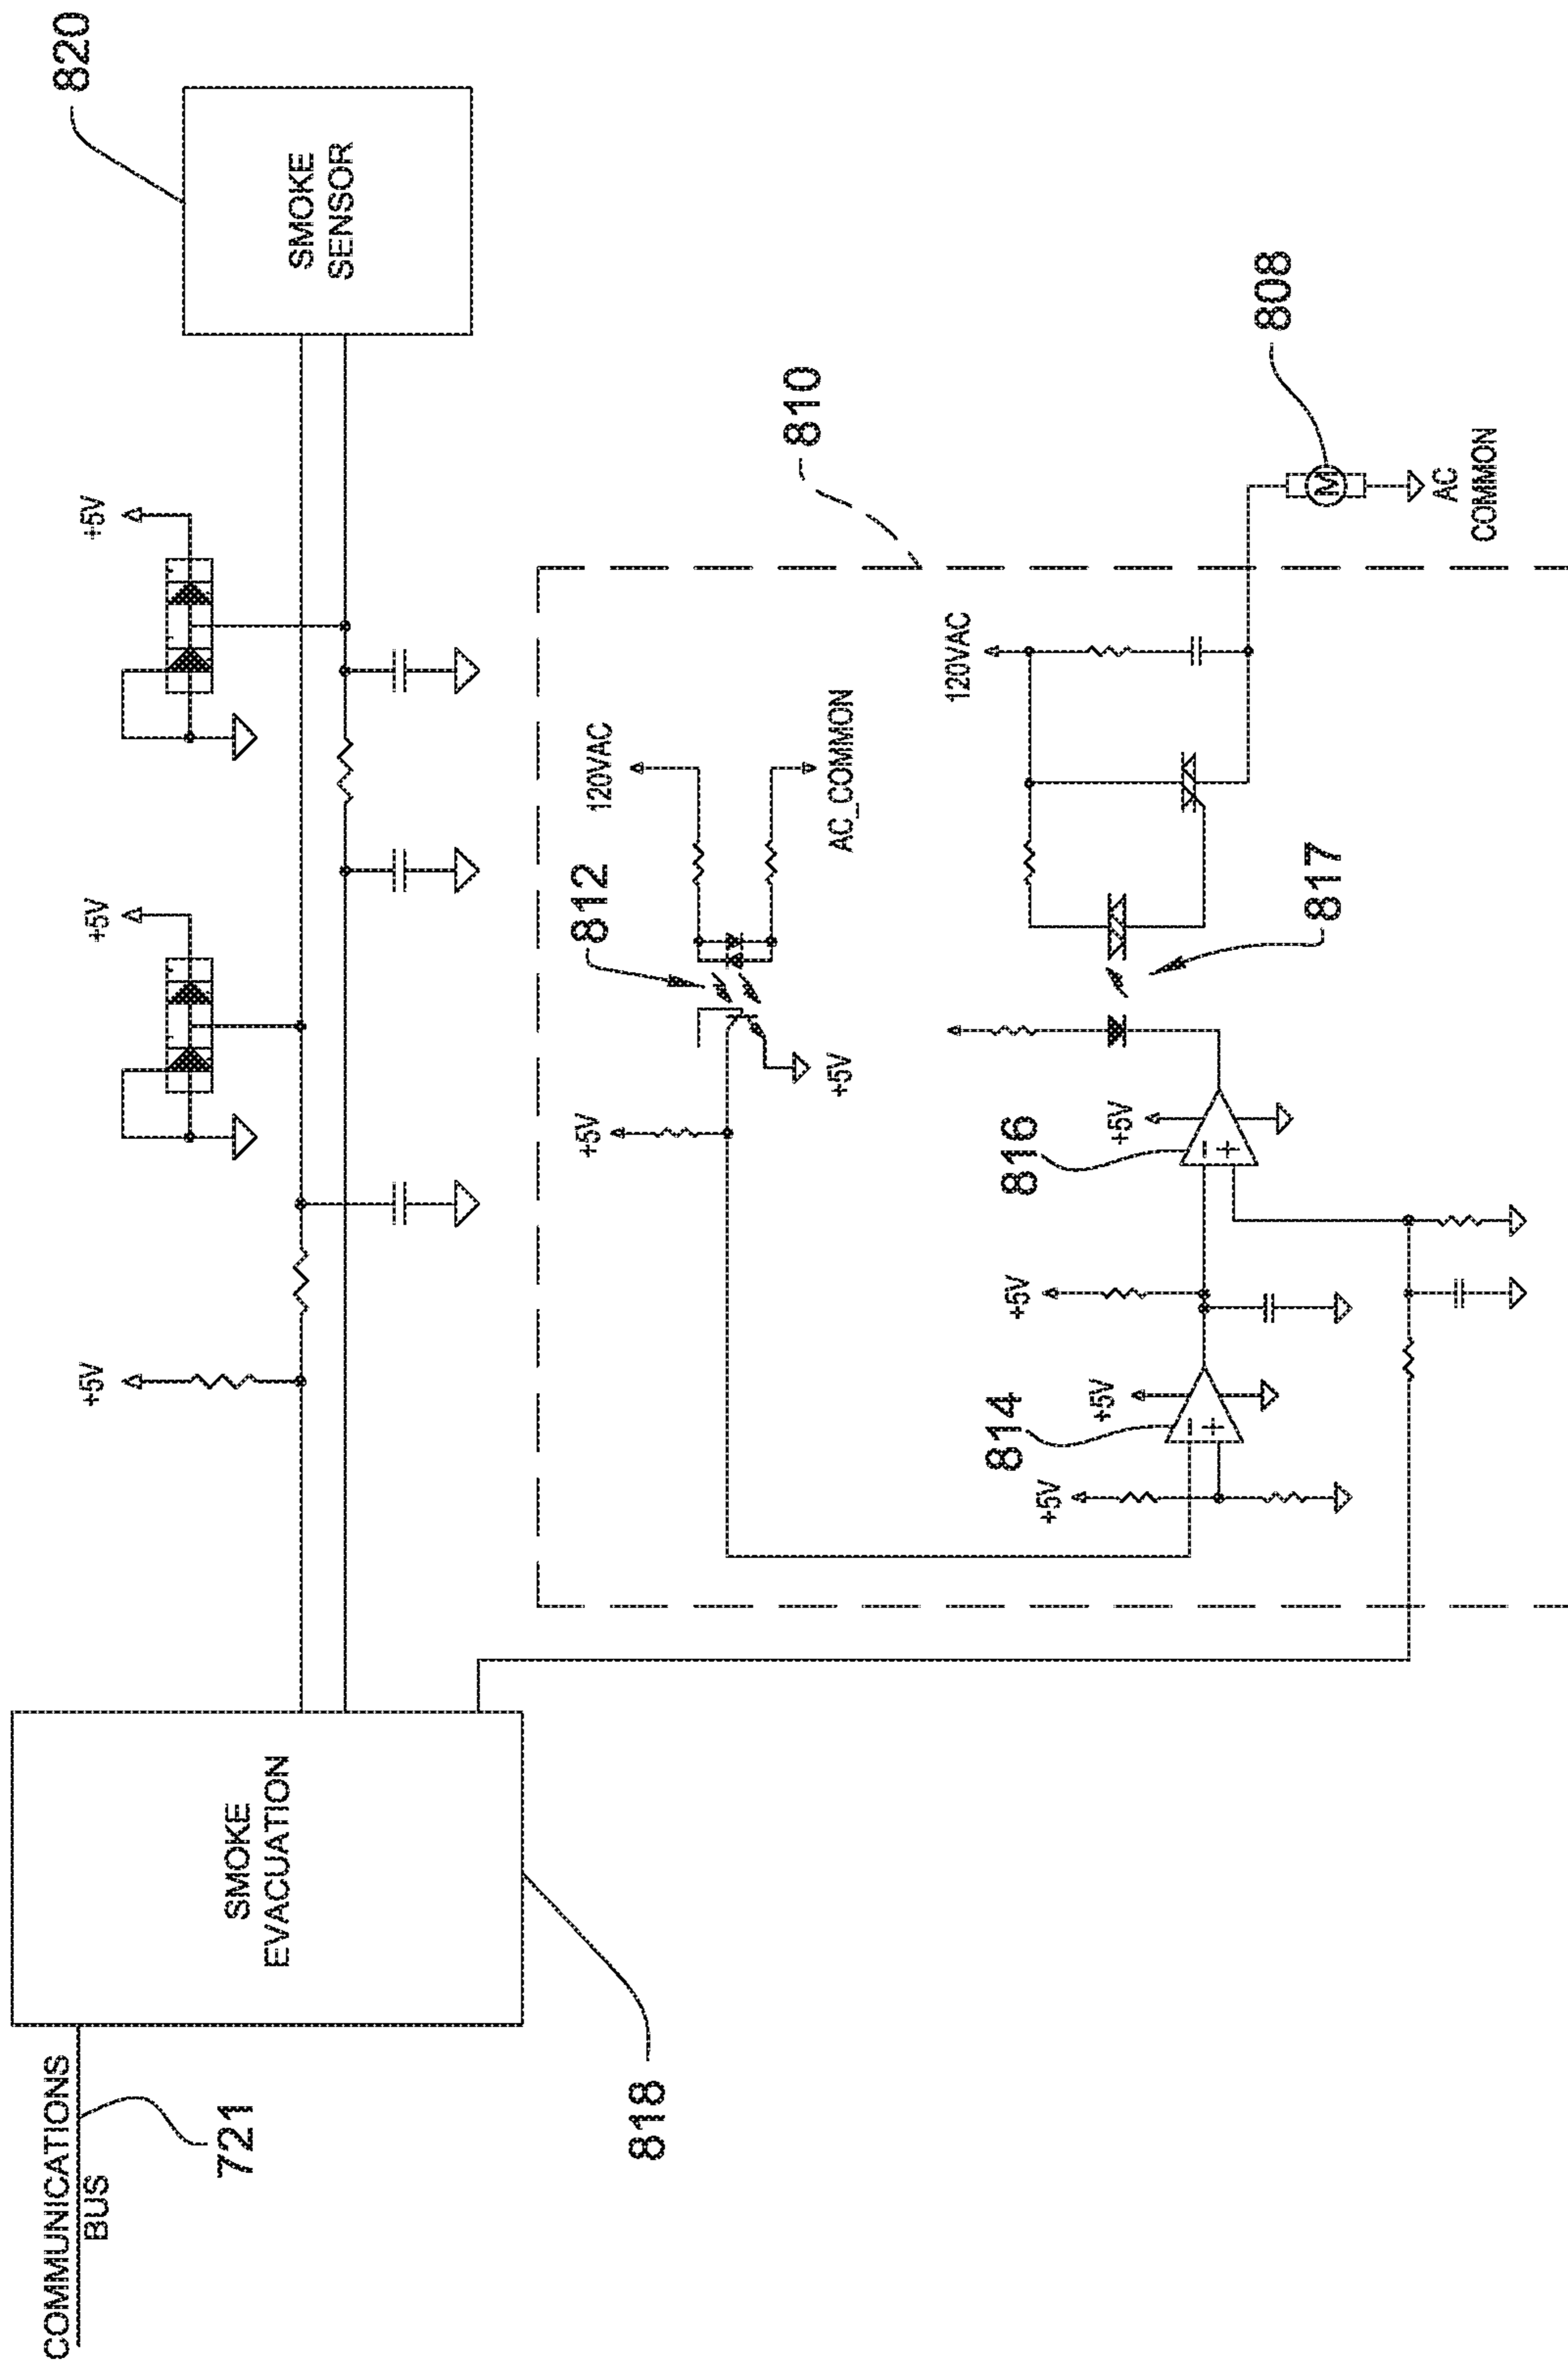 COMMUNICATIONS
BUS
721
SMOKE
EVACUATION
818
+5V
+5V
+5V
SMOKE
SENSOR
820
810
+5V
812
120VAC
+5V
AC_COMMON
+5V
814
+5V
-
+
+5V
816
+5V
-
+
817
120VAC
808
M
AC
COMMON